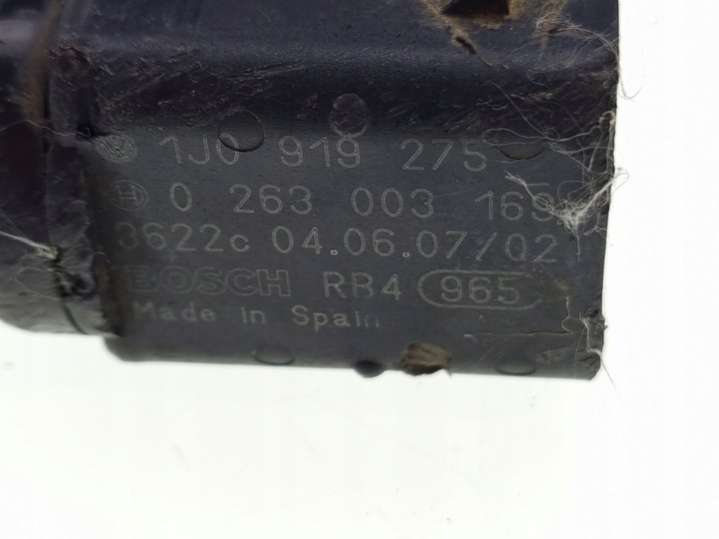 1J0 919 275
0 263 003 169
3622c 04.06.07/02
BOSCH RB4 965
Made in Spain